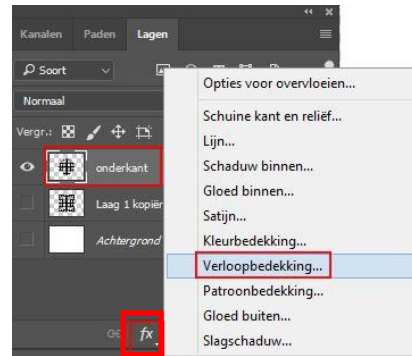 Kanalen Paden Lagen
Soort
Normaal
Vergr.:
onderkant
Laag 1 kopiër
Achtergrond
fx
Opties voor overvloeien...
Schuine kant en reliëf...
Lijn...
Schaduw binnen...
Gloed binnen...
Satijn...
Kleurbedekking...
Verloopbedekking...
Patroonbedekking...
Gloed buiten...
Slagschaduw...